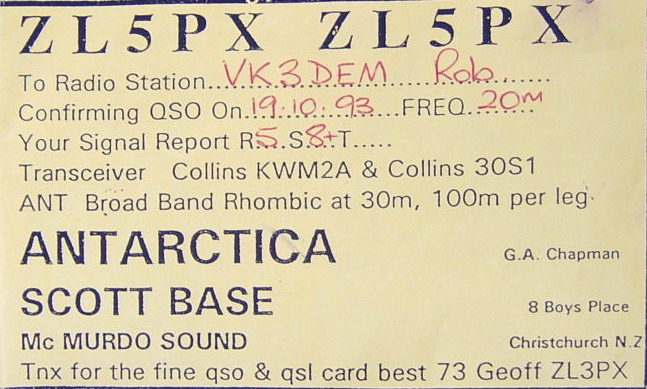 ZL5PX ZL5PX
To Radio Station...VK3DEM......Rob.......
Confirming QSO On.19.10.93....FREQ.20m......
Your Signal Report R.5..S.8+T.....
Transceiver Collins KWM2A & Collins 30S1
ANT Broad Band Rhombic at 30m, 100m per leg.
ANTARCTICA G.A. Chapman
SCOTT BASE 8 Boys Place
Mc MURDO SOUND Christchurch N.Z
Tnx for the fine qso & qsl card best 73 Geoff ZL3PX